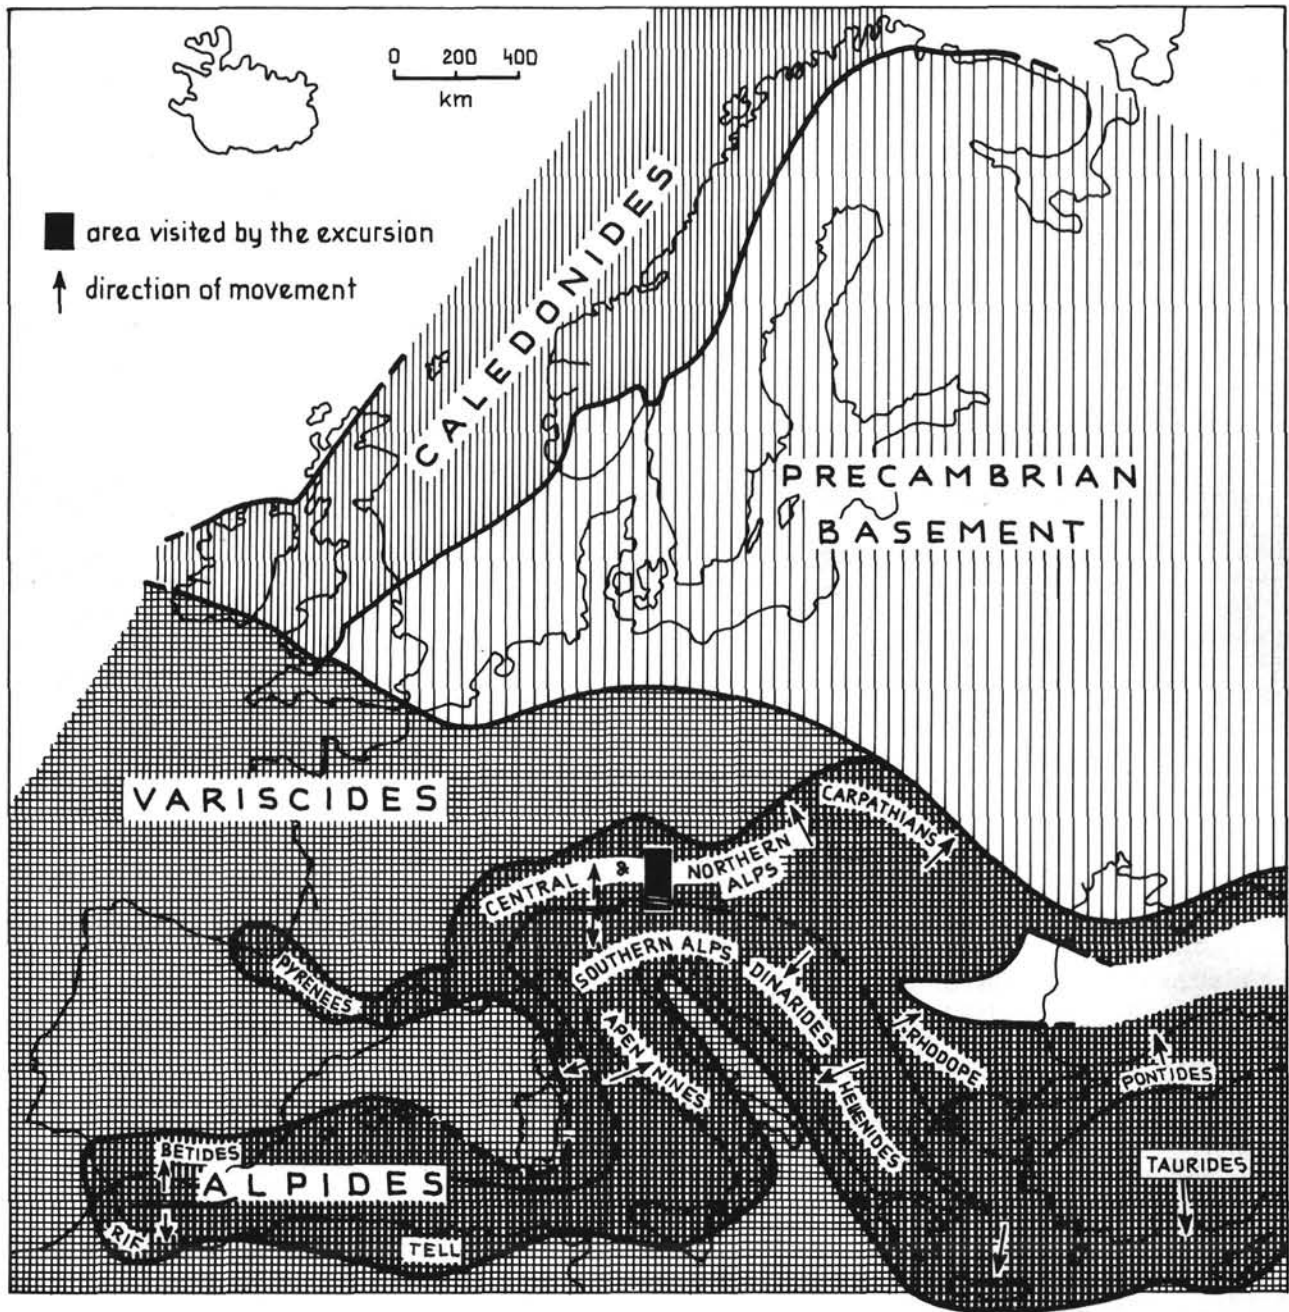 0 200 400
km
area visited by the excursion
direction of movement
CALEDONIDES
PRECAMBRIAN
BASEMENT
VARISCIDES
CARPATHIANS
CENTRAL & NORTHERN
ALPS
SOUTHERN ALPS
PYRENEES
DINARIDES
APEN NINES
RHODOPE
HELLENIDES
PONTIDES
BETIDES
ALPIDES
TAURIDES
RIF
TELL